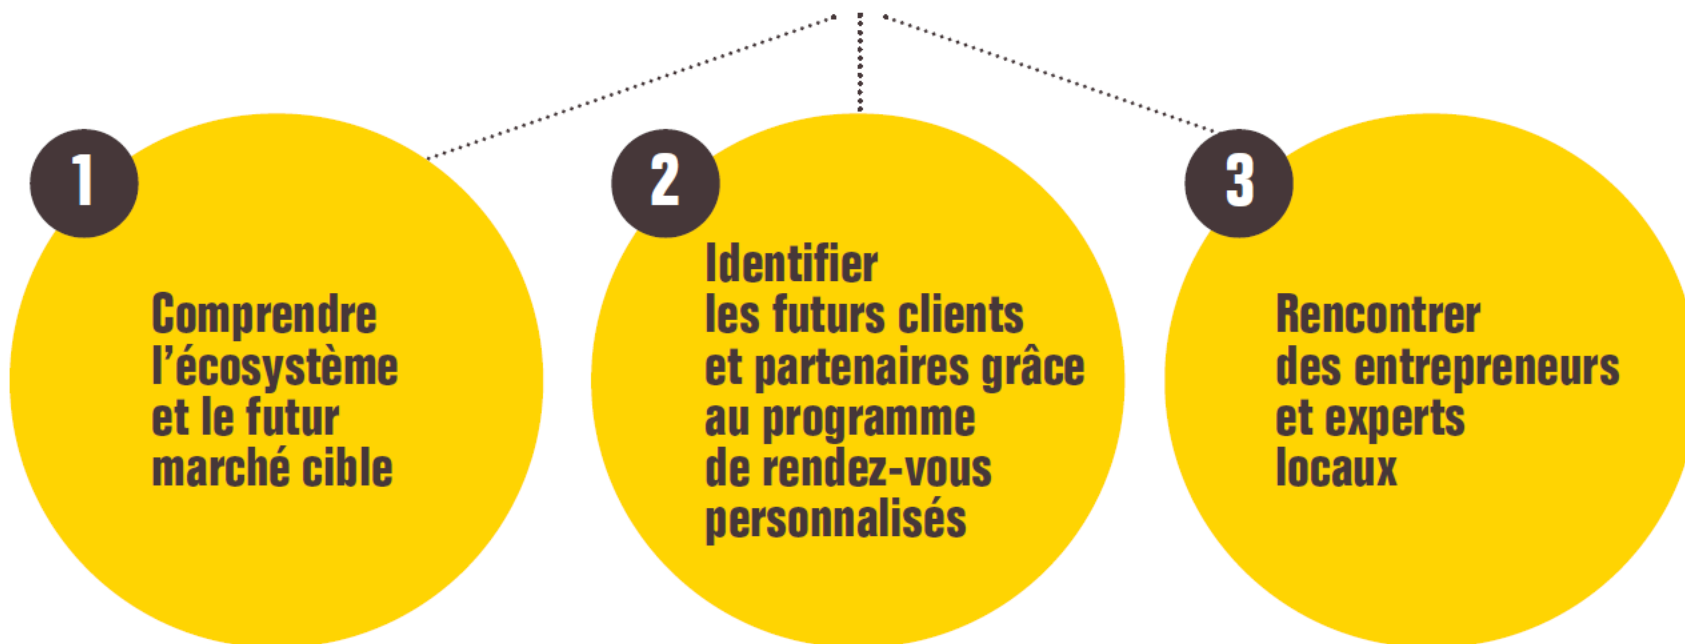 1
Comprendre
l’écosystème
et le futur
marché cible
2
Identifier
les futurs clients
et partenaires grâce
au programme
de rendez-vous
personnalisés
3
Rencontrer
des entrepreneurs
et experts
locaux